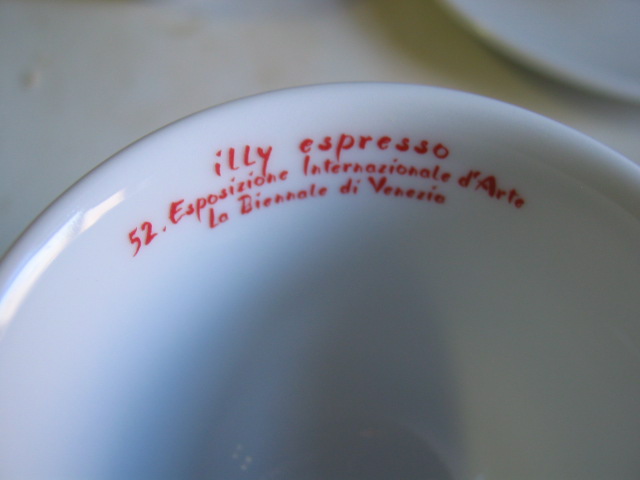 illy espresso
52. Esposizione Internazionale d'Arte
La Biennale di Venezia